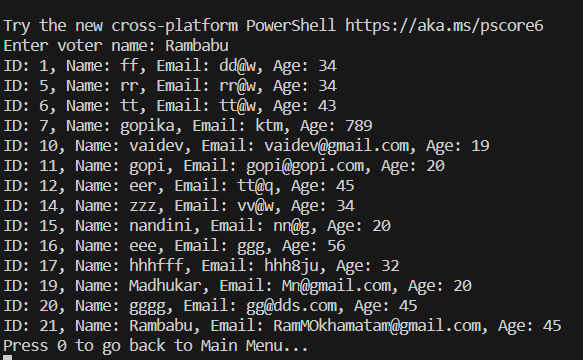 Try the new cross-platform PowerShell https://aka.ms/pscore6
Enter voter name: Rambabu
ID: 1, Name: ff, Email: dd@w, Age: 34
ID: 5, Name: rr, Email: rr@w, Age: 34
ID: 6, Name: tt, Email: tt@w, Age: 43
ID: 7, Name: gopika, Email: ktm, Age: 789
ID: 10, Name: vaidev, Email: vaidev@gmail.com, Age: 19
ID: 11, Name: gopi, Email: gopi@gopi.com, Age: 20
ID: 12, Name: eer, Email: tt@q, Age: 45
ID: 14, Name: zzz, Email: vv@w, Age: 34
ID: 15, Name: nandini, Email: nn@g, Age: 20
ID: 16, Name: eee, Email: ggg, Age: 56
ID: 17, Name: hhhfff, Email: hhh8ju, Age: 32
ID: 19, Name: Madhukar, Email: Mn@gmail.com, Age: 20
ID: 20, Name: gggg, Email: gg@dds.com, Age: 45
ID: 21, Name: Rambabu, Email: RamMOkhamatam@gmail.com, Age: 45
Press 0 to go back to Main Menu...